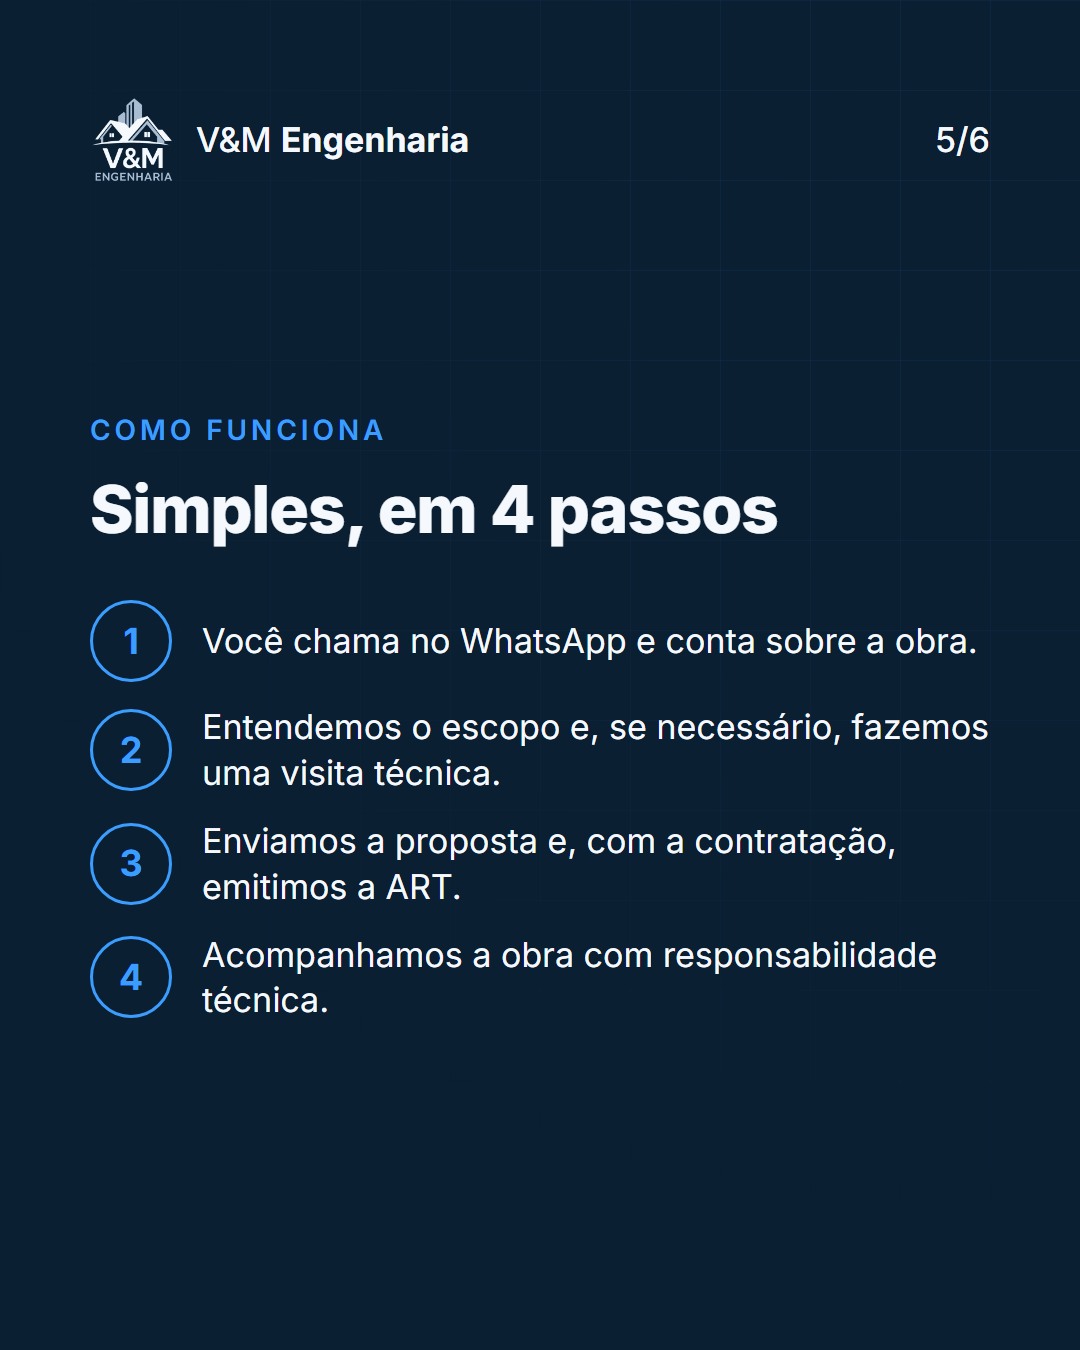 V&M
ENGENHARIA
V&M Engenharia
5/6
COMO FUNCIONA
Simples, em 4 passos
1
Você chama no WhatsApp e conta sobre a obra.
2
Entendemos o escopo e, se necessário, fazemos
uma visita técnica.
3
Enviamos a proposta e, com a contratação,
emitimos a ART.
4
Acompanhamos a obra com responsabilidade
técnica.